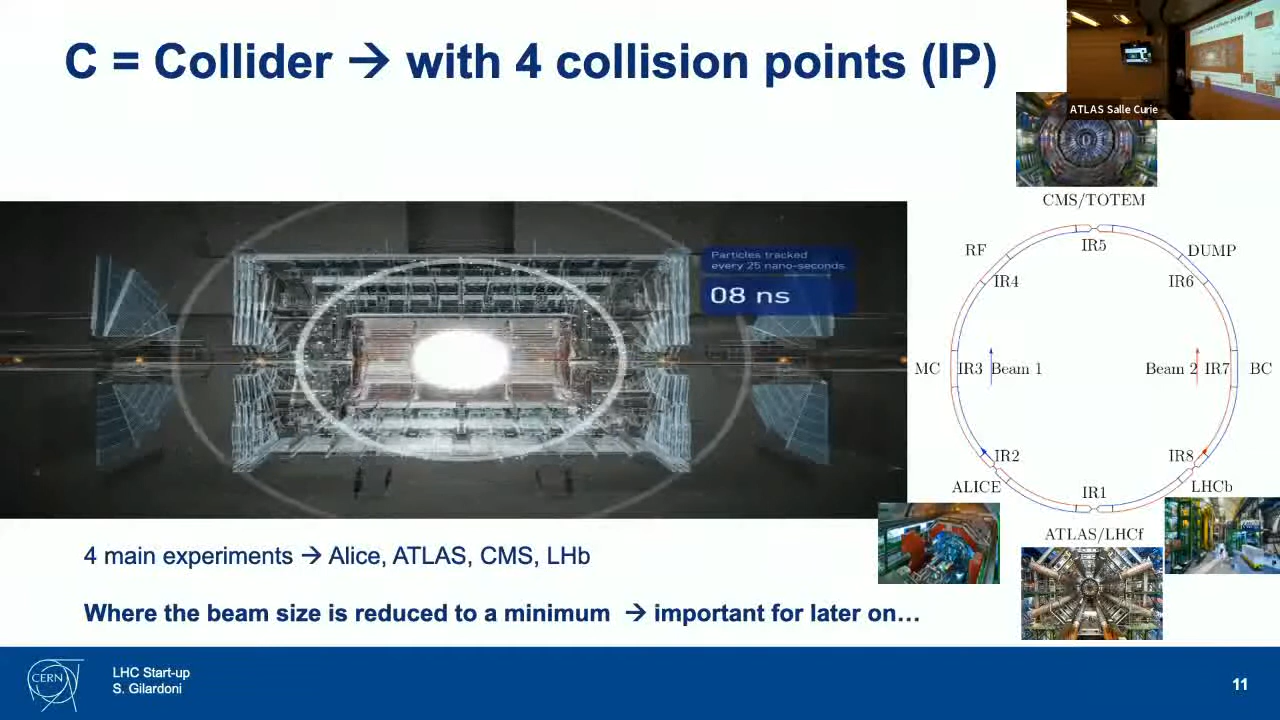 C = Collider → with 4 collision points (IP)
ATLAS Salle Curie
Particles tracked
every 25 nano-seconds
08 ns
CMS/TOTEM
IR5
RF
DUMP
IR4
IR6
MC
IR3
Beam 1
Beam 2
IR7
BC
IR2
IR8
ALICE
IR1
LHCb
ATLAS/LHCf
4 main experiments → Alice, ATLAS, CMS, LHb
Where the beam size is reduced to a minimum → important for later on…
CERN
LHC Start-up
S. Gilardoni
11